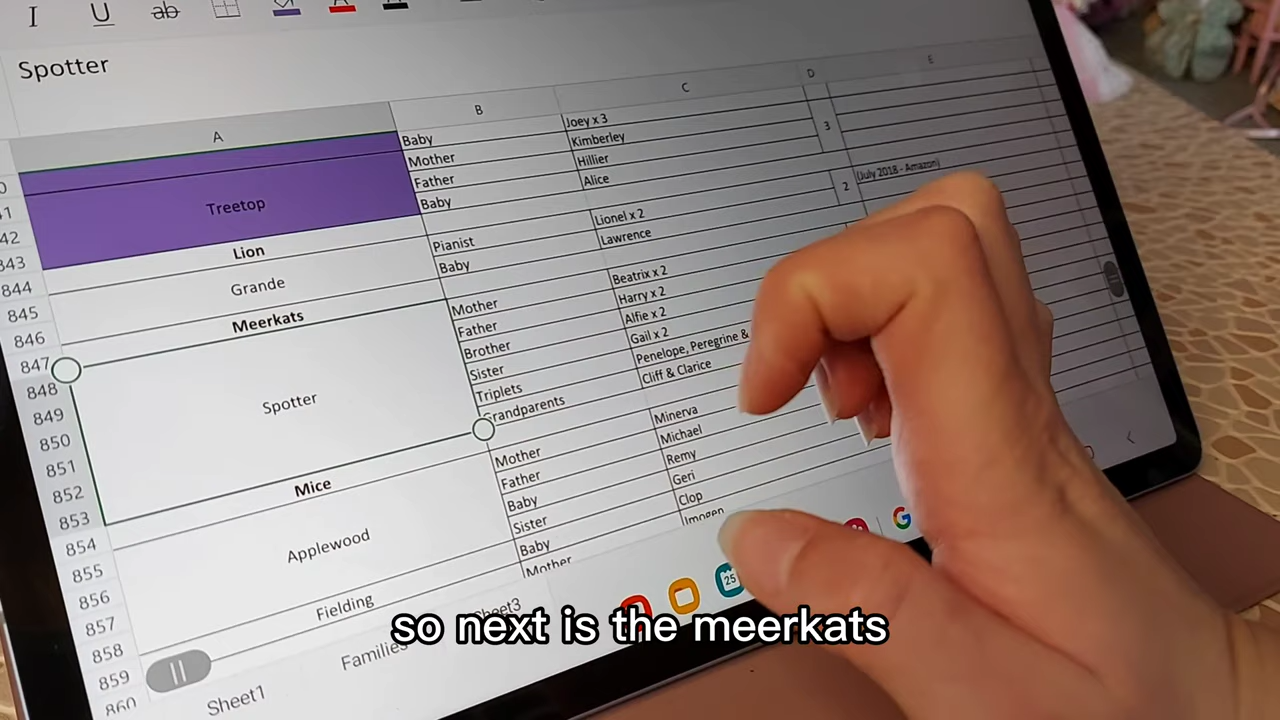 I U ab A A
Spotter
A B C D E
Baby Joey x 3
Mother Kimberley 3
Treetop Father Hillier
Baby Alice (July 2018 - Amazon)
Lion 2
Grande Pianist Lionel x 2
Baby Lawrence
Meerkats
Spotter Mother Beatrix x 2
Father Harry x 2
Brother Alfie x 2
Sister Gail x 2
Triplets Penelope, Peregrine &
Grandparents Cliff & Clarice
Mice
Applewood Mother Minerva
Father Michael
Baby Remy
Sister Geri
Baby Clop
Fielding Mother Imogen
41
42
843
844
845
846
847
848
849
850
851
852
853
854
855
856
857
858
859
860
25
G
Sheet1 Families Sheet3
so next is the meerkats